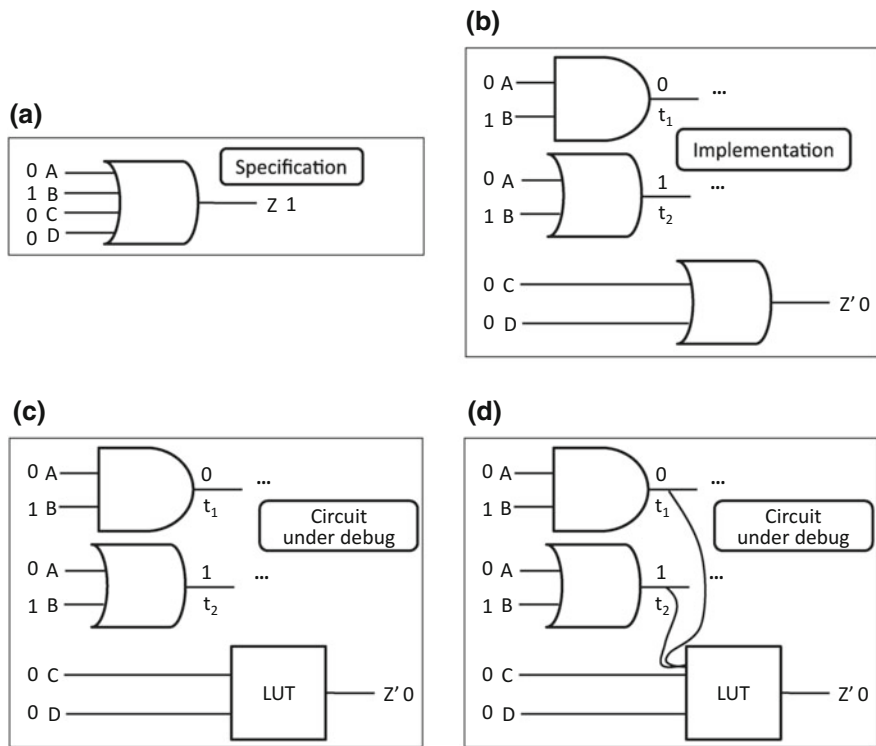 (a)
0 A
1 B
0 C
0 D
Specification
Z 1
(b)
0 A
1 B
0
t1
...
Implementation
0 A
1 B
1
t2
...
0 C
0 D
Z' 0
(c)
0 A
1 B
0
t1
...
Circuit
under debug
0 A
1 B
1
t2
...
0 C
0 D
LUT
Z' 0
(d)
0 A
1 B
0
t1
...
Circuit
under debug
0 A
1 B
1
t2
...
0 C
0 D
LUT
Z' 0